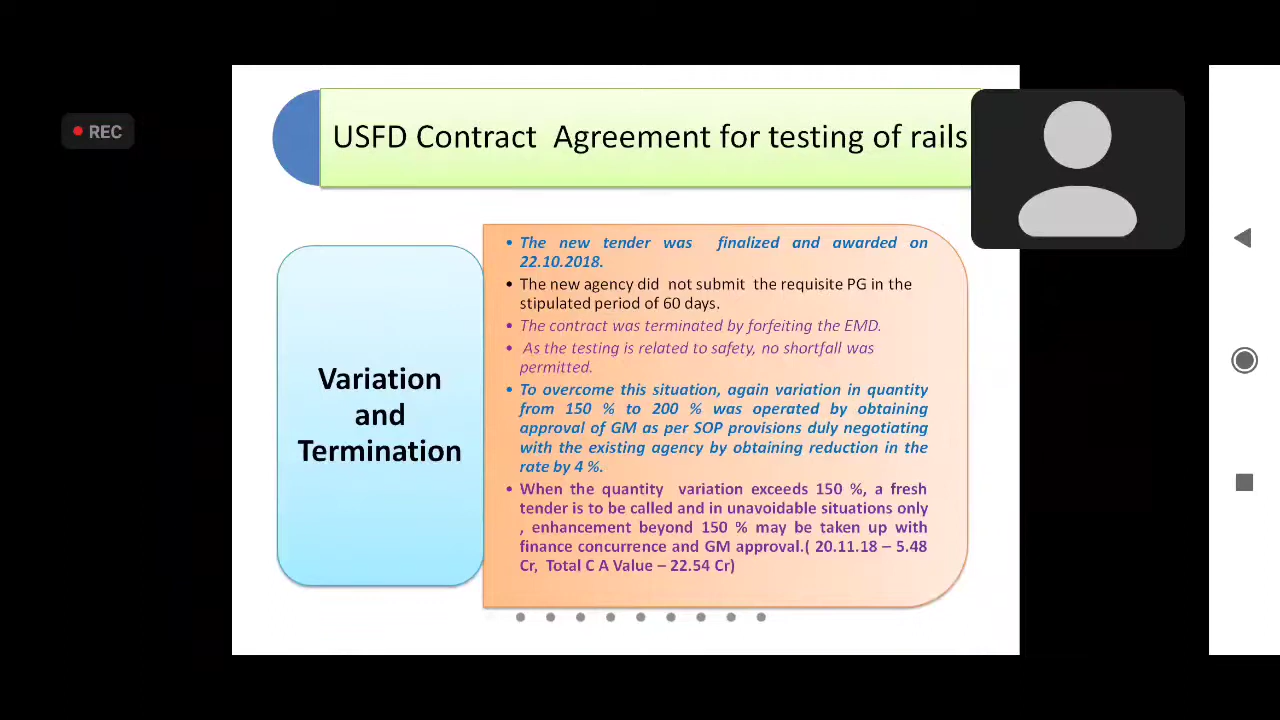 REC
USFD Contract Agreement for testing of rails
Variation
and
Termination
• The new tender was finalized and awarded on
22.10.2018.
• The new agency did not submit the requisite PG in the
stipulated period of 60 days.
• The contract was terminated by forfeiting the EMD.
• As the testing is related to safety, no shortfall was
permitted.
• To overcome this situation, again variation in quantity
from 150 % to 200 % was operated by obtaining
approval of GM as per SOP provisions duly negotiating
with the existing agency by obtaining reduction in the
rate by 4 %.
• When the quantity variation exceeds 150 %, a fresh
tender is to be called and in unavoidable situations only
, enhancement beyond 150 % may be taken up with
finance concurrence and GM approval.( 20.11.18 – 5.48
Cr, Total C A Value – 22.54 Cr)